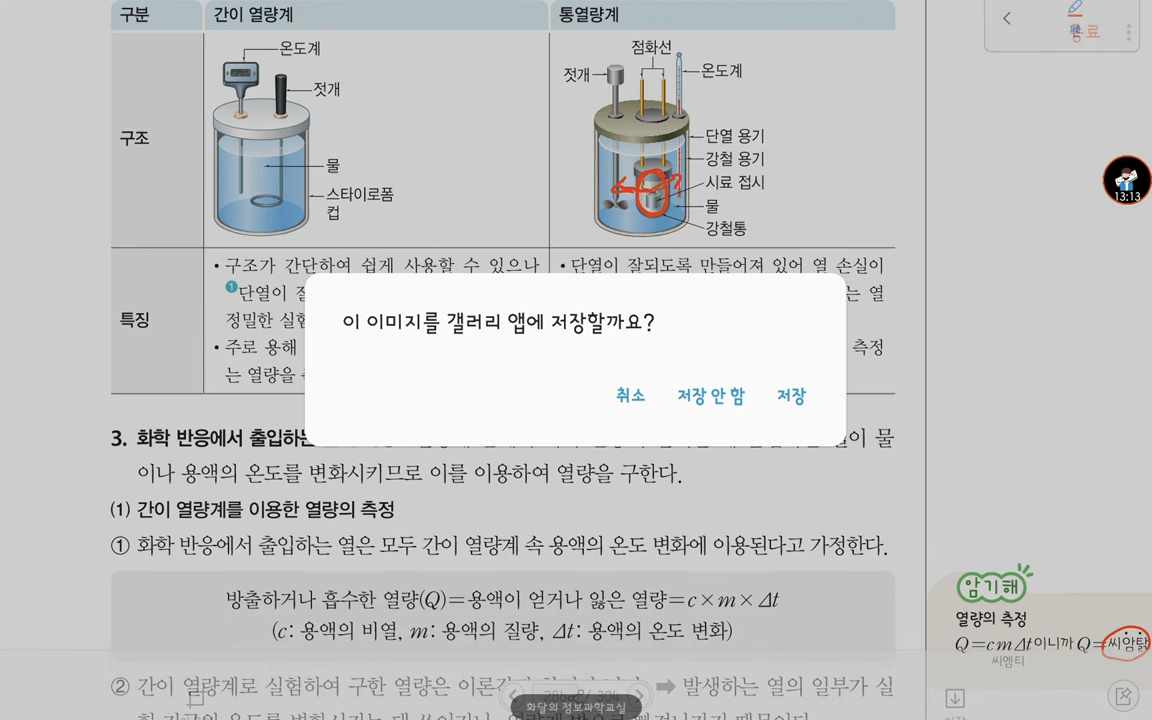 구분
간이 열량계
통열량계
종료
구조
온도계
젓개
물
스타이로폼
컵
점화선
젓개
온도계
단열 용기
강철 용기
시료 접시
물
강철통
13:13
특징
• 구조가 간단하여 쉽게 사용할 수 있으나
❶단열이 잘
정밀한 실험
• 주로 용해
는 열량을
• 단열이 잘되도록 만들어져 있어 열 손실이
는 열
측정
이 이미지를 갤러리 앱에 저장할까요?
취소 저장 안 함 저장
3. 화학 반응에서 출입하는
이 물
이나 용액의 온도를 변화시키므로 이를 이용하여 열량을 구한다.
(1) 간이 열량계를 이용한 열량의 측정
① 화학 반응에서 출입하는 열은 모두 간이 열량계 속 용액의 온도 변화에 이용된다고 가정한다.
방출하거나 흡수한 열량(Q)=용액이 얻거나 잃은 열량=c×m×Δt
(c: 용액의 비열, m: 용액의 질량, Δt: 용액의 온도 변화)
② 간이 열량계로 실험하여 구한 열량은 이론
➡ 발생하는 열의 일부가 실
화달의 정보과학교실
암기해
열량의 측정
Q=cmΔt이니까 Q=씨암탉
씨엠티